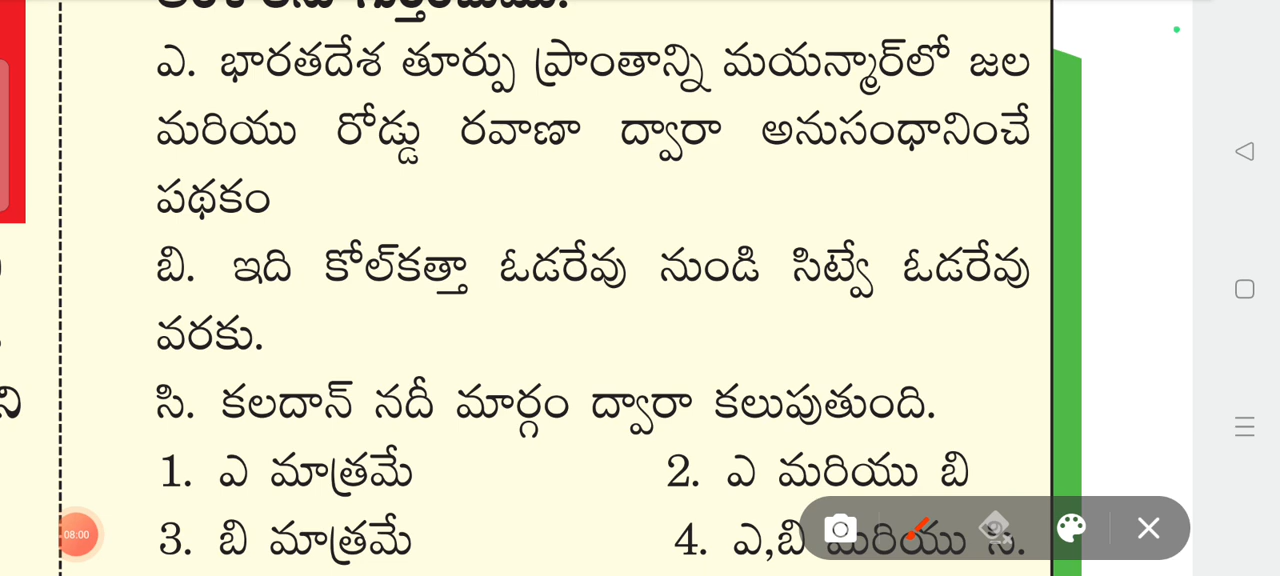 ఎ. భారతదేశ తూర్పు ప్రాంతాన్ని మయన్మార్‌లో జల
మరియు రోడ్డు రవాణా ద్వారా అనుసంధానించే
పథకం
బి. ఇది కోల్‌కత్తా ఓడరేవు నుండి సిట్వే ఓడరేవు
వరకు.
ని
సి. కలదాన్ నదీ మార్గం ద్వారా కలుపుతుంది.
1. ఎ మాత్రమే 2. ఎ మరియు బి
3. బి మాత్రమే 4. ఎ,బి మరియు సి.
08:00